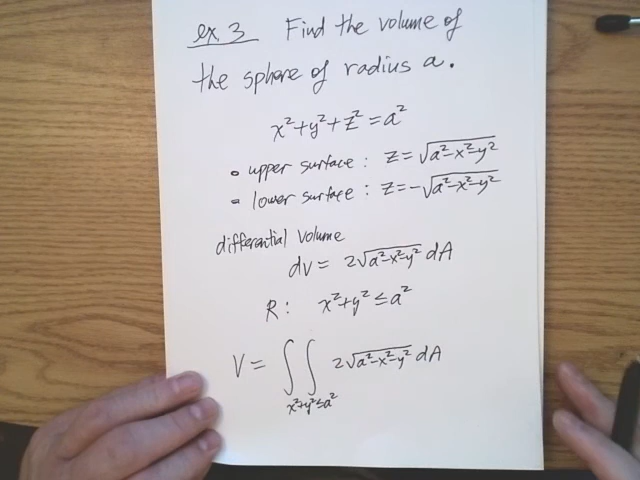 ex 3 Find the volume of
the sphere of radius a.
x²+y²+z²=a²
• upper surface : z=√(a²-x²-y²)
• lower surface : z=-√(a²-x²-y²)
differential volume
dv= 2√(a²-x²-y²) dA
R: x²+y²≤a²
V= ∫∫ 2√(a²-x²-y²) dA
x²+y²≤a²